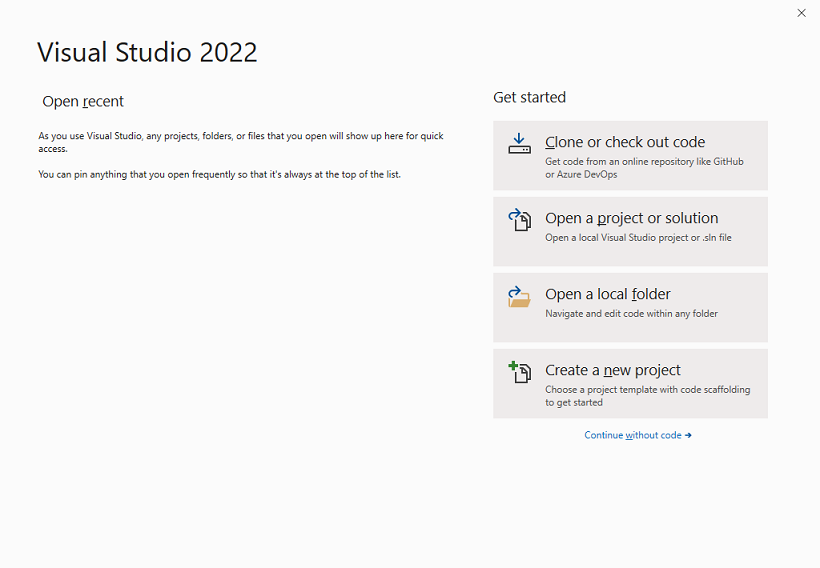 Visual Studio 2022
Open recent
As you use Visual Studio, any projects, folders, or files that you open will show up here for quick
access.
You can pin anything that you open frequently so that it's always at the top of the list.
Get started
Clone or check out code
Get code from an online repository like GitHub
or Azure DevOps
Open a project or solution
Open a local Visual Studio project or .sln file
Open a local folder
Navigate and edit code within any folder
Create a new project
Choose a project template with code scaffolding
to get started
Continue without code →